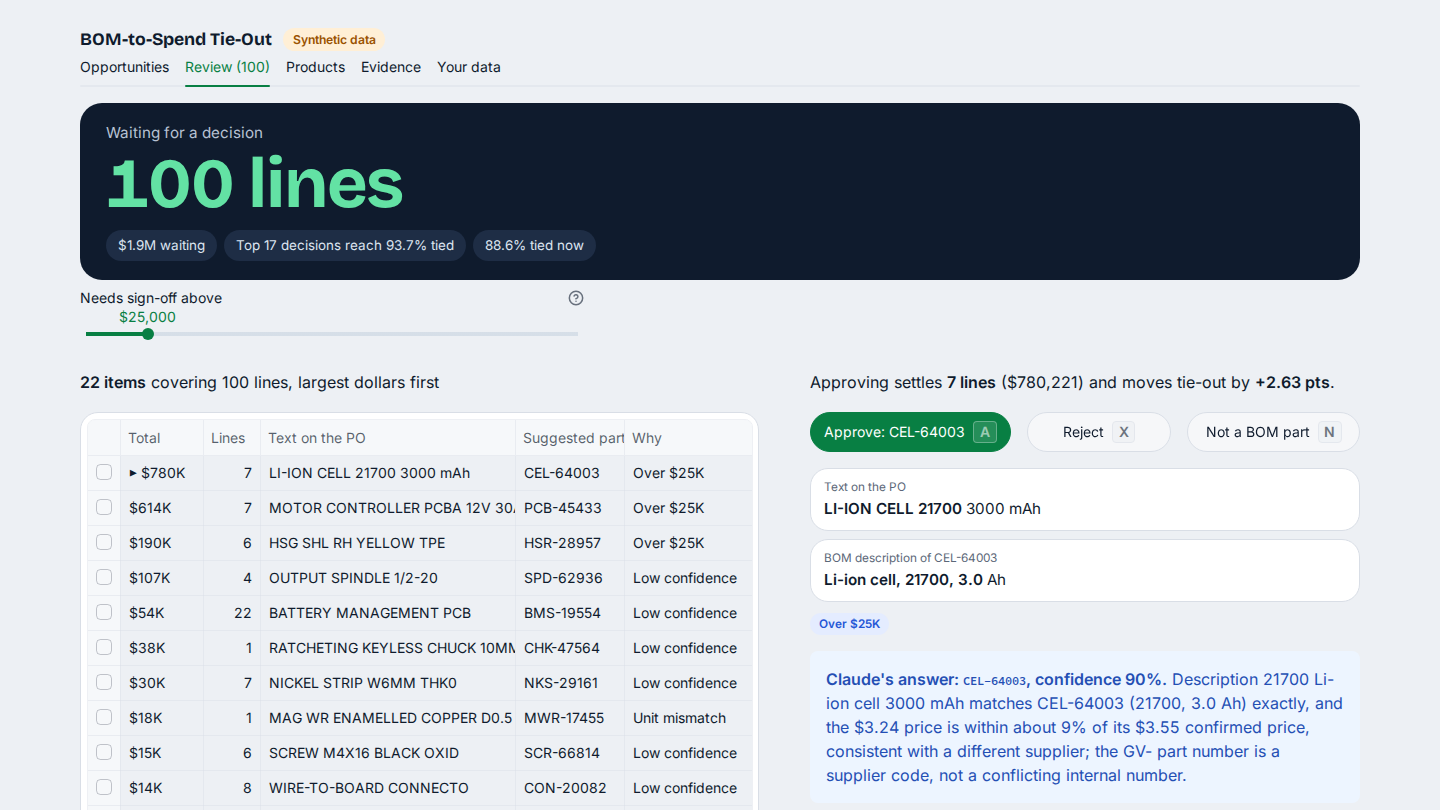 BOM-to-Spend Tie-Out Synthetic data
Opportunities Review (100) Products Evidence Your data
Waiting for a decision
100 lines
$1.9M waiting Top 17 decisions reach 93.7% tied 88.6% tied now
Needs sign-off above
$25,000
22 items covering 100 lines, largest dollars first
Total Lines Text on the PO Suggested part Why
$780K 7 LI-ION CELL 21700 3000 mAh CEL-64003 Over $25K
$614K 7 MOTOR CONTROLLER PCBA 12V 30A PCB-45433 Over $25K
$190K 6 HSG SHL RH YELLOW TPE HSR-28957 Over $25K
$107K 4 OUTPUT SPINDLE 1/2-20 SPD-62936 Low confidence
$54K 22 BATTERY MANAGEMENT PCB BMS-19554 Low confidence
$38K 1 RATCHETING KEYLESS CHUCK 10MM CHK-47564 Low confidence
$30K 7 NICKEL STRIP W6MM THK0 NKS-29161 Low confidence
$18K 1 MAG WR ENAMELLED COPPER D0.5 MWR-17455 Unit mismatch
$15K 6 SCREW M4X16 BLACK OXID SCR-66814 Low confidence
$14K 8 WIRE-TO-BOARD CONNECTO CON-20082 Low confidence
Approving settles 7 lines ($780,221) and moves tie-out by +2.63 pts.
Approve: CEL-64003 A Reject X Not a BOM part N
Text on the PO
LI-ION CELL 21700 3000 mAh
BOM description of CEL-64003
Li-ion cell, 21700, 3.0 Ah
Over $25K
Claude's answer: CEL-64003, confidence 90%. Description 21700 Li-
ion cell 3000 mAh matches CEL-64003 (21700, 3.0 Ah) exactly, and
the $3.24 price is within about 9% of its $3.55 confirmed price,
consistent with a different supplier; the GV- part number is a
supplier code, not a conflicting internal number.